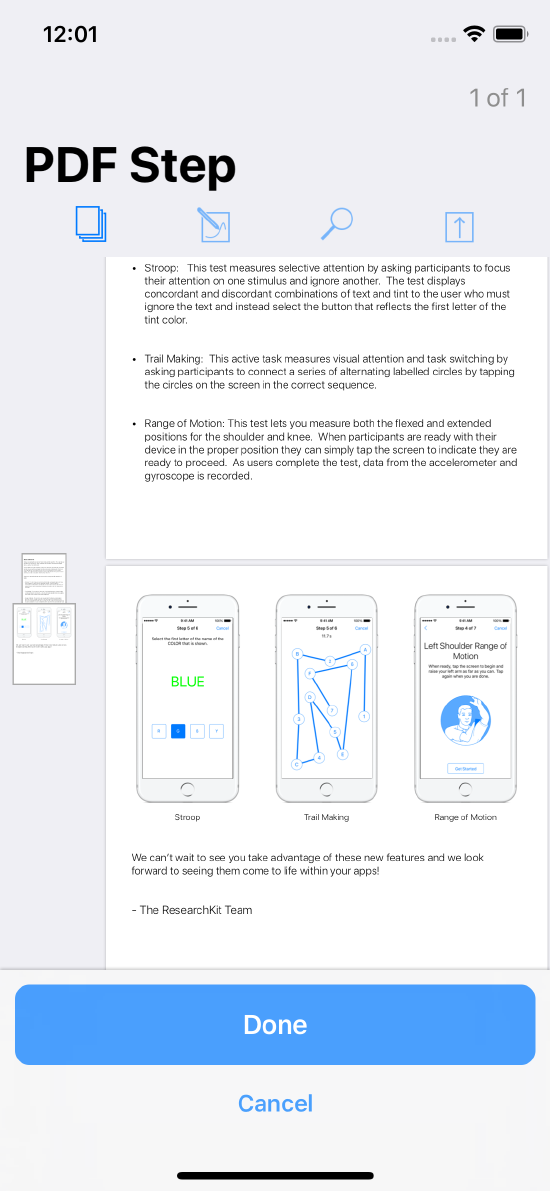 12:01
1 of 1
PDF Step
• Stroop: This test measures selective attention by asking participants to focus
their attention on one stimulus and ignore another. The test displays
concordant and discordant combinations of text and tint to the user who must
ignore the text and instead select the button that reflects the first letter of the
tint color.
• Trail Making: This active task measures visual attention and task switching by
asking participants to connect a series of alternating labelled circles by tapping
the circles on the screen in the correct sequence.
• Range of Motion: This test lets you measure both the flexed and extended
positions for the shoulder and knee. When participants are ready with their
device in the proper position they can simply tap the screen to indicate they are
ready to proceed. As users complete the test, data from the accelerometer and
gyroscope is recorded.
9:41 AM 100%
Step 5 of 6 Cancel
Select the first letter of the name of the
COLOR that is shown.
BLUE
B G Y
Stroop
9:41 AM 100%
Step 5 of 6 Cancel
Trail Making
9:41 AM 100%
Step 4 of 7 Cancel
Left Shoulder Range of
Motion
When ready, tap the screen to begin and
raise your left arm as far as you can. Tap
again when you are done.
Get Started
Range of Motion
We can't wait to see you take advantage of these new features and we look
forward to seeing them come to life within your apps!
- The ResearchKit Team
Done
Cancel